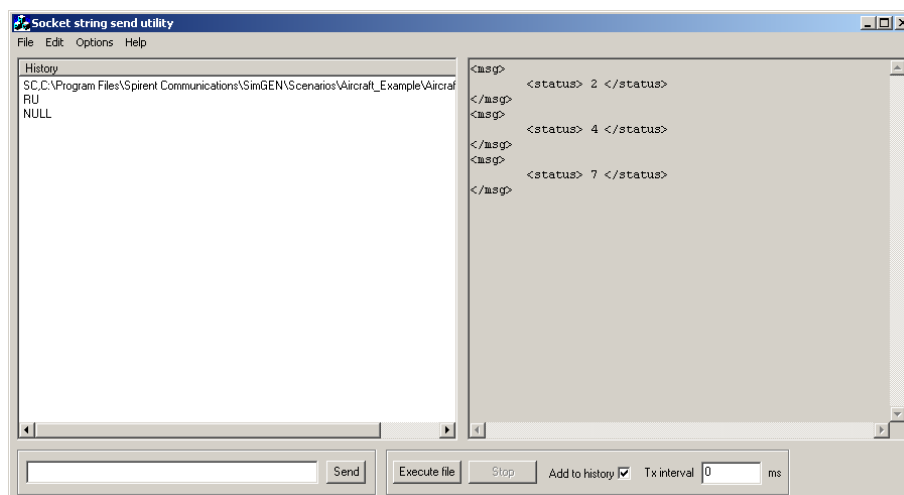 Socket string send utility
File Edit Options Help
History
SC,C:\Program Files\Spirent Communications\SimGEN\Scenarios\Aircraft_Example\Aircraf
RU
NULL
<msg>
<status> 2 </status>
</msg>
<msg>
<status> 4 </status>
</msg>
<msg>
<status> 7 </status>
</msg>
Send
Execute file
Stop
Add to history
Tx interval 0 ms